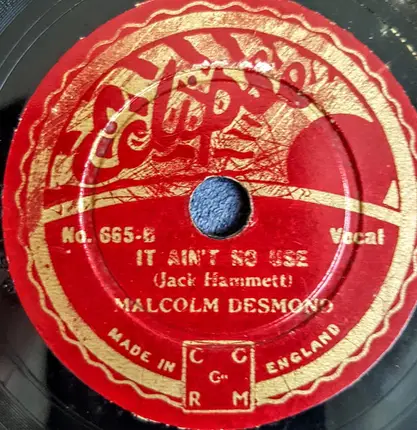 Eclipse
No. 665-B
Vocal
IT AIN'T NO USE
(Jack Hammett)
MALCOLM DESMOND
MADE IN ENGLAND
C G
G"
R M